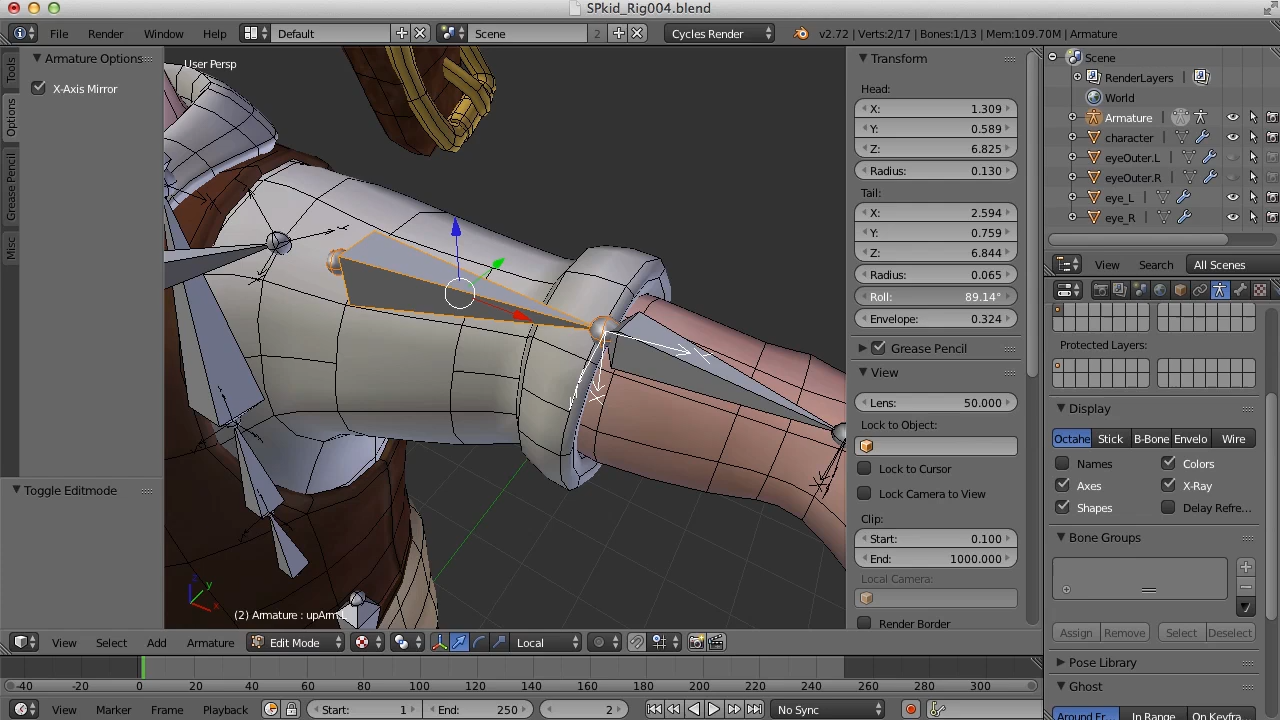 SPkid_Rig004.blend
File Render Window Help Default Scene 2 Cycles Render v2.72 | Verts:2/17 | Bones:1/13 | Mem:109.70M | Armature
Tools
Options
Grease Pencil
Misc
Armature Options
X-Axis Mirror
Toggle Editmode
User Persp
(2) Armature : upArm
z
y
x
Transform
Head:
X: 1.309
Y: 0.589
Z: 6.825
Radius: 0.130
Tail:
X: 2.594
Y: 0.759
Z: 6.844
Radius: 0.065
Roll: 89.14°
Envelope: 0.324
Grease Pencil
View
Lens: 50.000
Lock to Object:
Lock to Cursor
Lock Camera to View
Clip:
Start: 0.100
End: 1000.000
Local Camera:
Render Border
Scene
RenderLayers
World
Armature
character
eyeOuter.L
eyeOuter.R
eye_L
eye_R
View Search All Scenes
Protected Layers:
Display
Octahe Stick B-Bone Envelo Wire
Names Colors
Axes X-Ray
Shapes Delay Refre...
Bone Groups
Assign Remove Select Deselect
Pose Library
Ghost
Around Fr... In Range On Keyfra...
View Select Add Armature Edit Mode Local
-40 -20 0 20 40 60 80 100 120 140 160 180 200 220 240 260 280 300
View Marker Frame Playback Start: 1 End: 250 2 No Sync